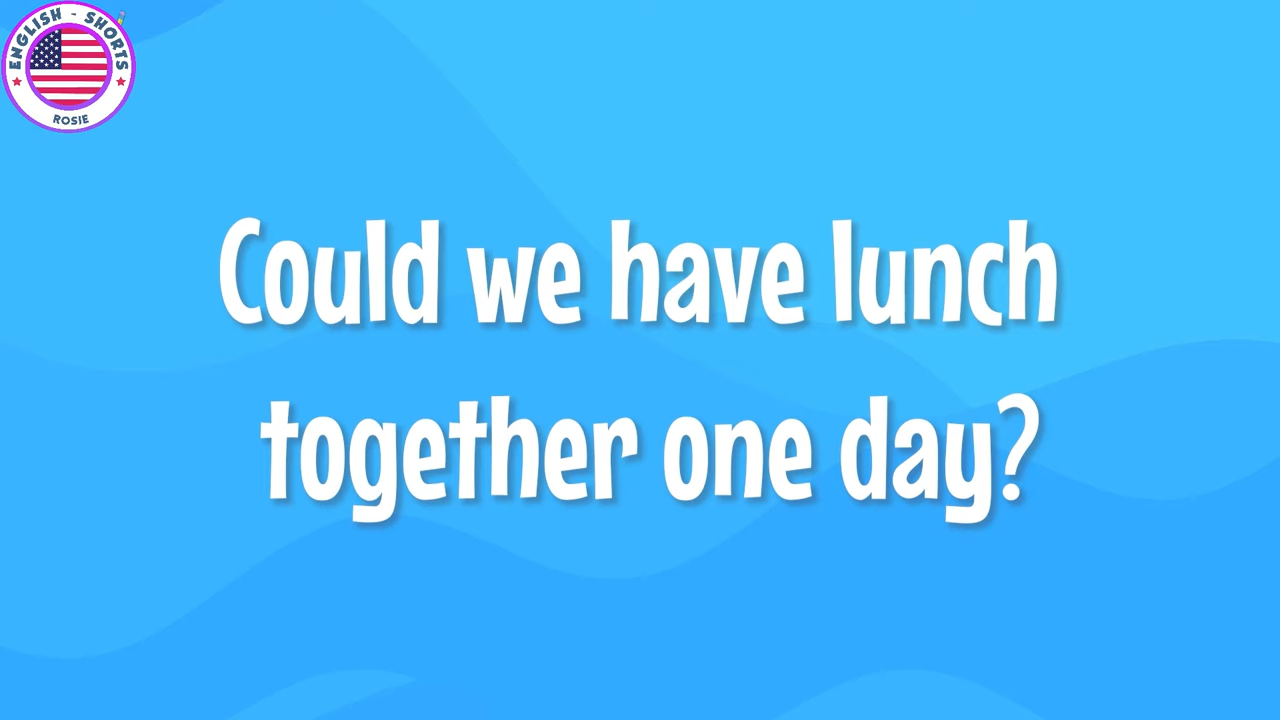 ENGLISH - SHORTS
ROSIE
Could we have lunch
together one day?